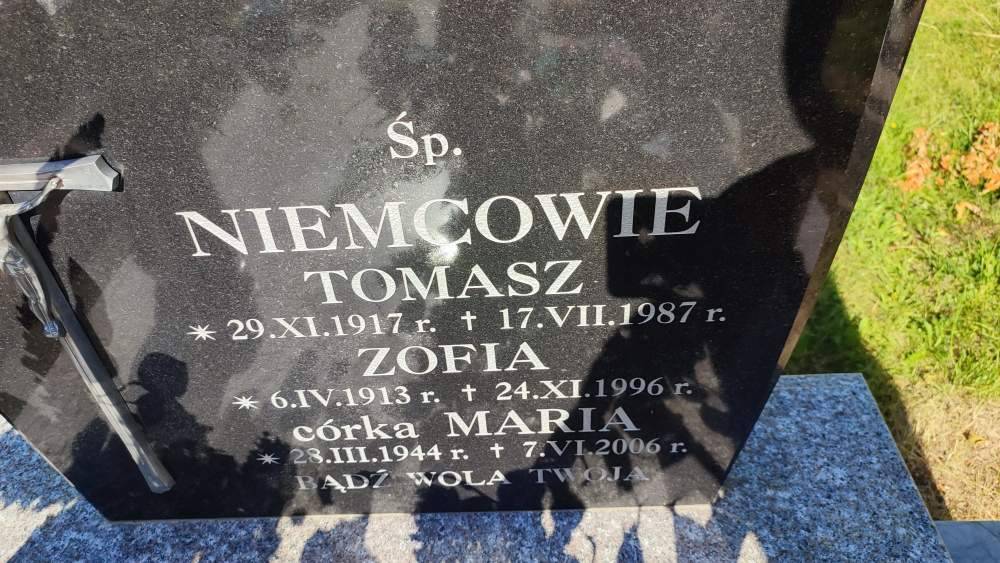 Śp.
NIEMCOWIE
TOMASZ
✷ 29.XI.1917 r. ✝ 17.VII.1987 r.
ZOFIA
✷ 6.IV.1913 r. ✝ 24.XI.1996 r.
córka MARIA
✷ 28.III.1944 r. ✝ 7.VI.2006 r.
BĄDŹ WOLA TWOJA